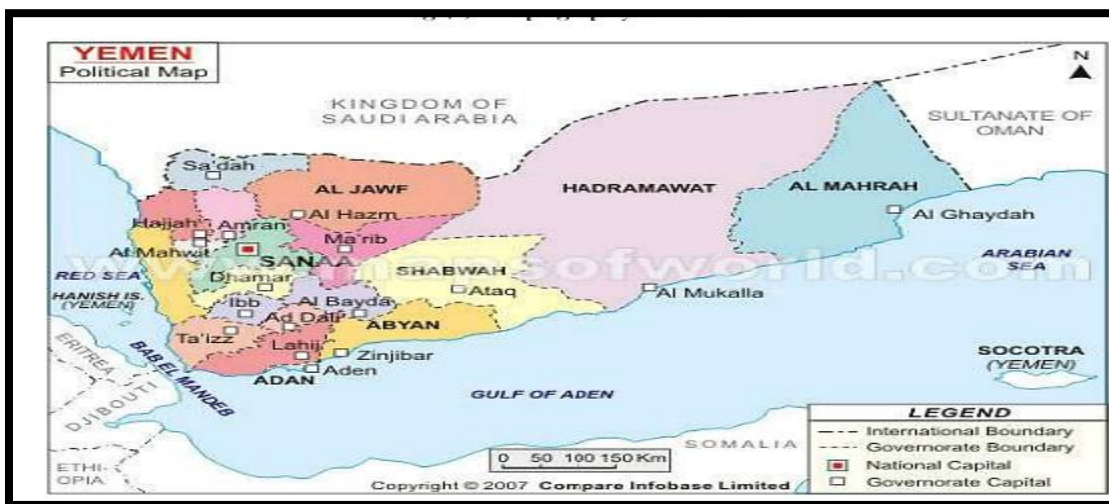 YEMEN
Political Map
N
KINGDOM OF
SAUDI ARABIA
SULTANATE OF
OMAN
Sa'dah
AL JAWF
HADRAMAWAT
AL MAHRAH
Al Hazm
Al Ghaydah
Hajjah
Amran
Ma'rib
Al Mahwit
SANAA
ARABIAN
SEA
RED SEA
SHABWAH
Dhamar
Ataq
Al Mukalla
HANISH IS.
(YEMEN)
Ibb
Al Bayda
Ad Dali
ABYAN
Ta'izz
Lahij
Zinjibar
ERITREA
BAB EL MANDEB
SOCOTRA
(YEMEN)
ADAN
Aden
DJIBOUTI
GULF OF ADEN
SOMALIA
ETHI-
OPIA
LEGEND
International Boundary
Governorate Boundary
National Capital
Governorate Capital
0 50 100 150 Km
Copyright © 2007 Compare Infobase Limited